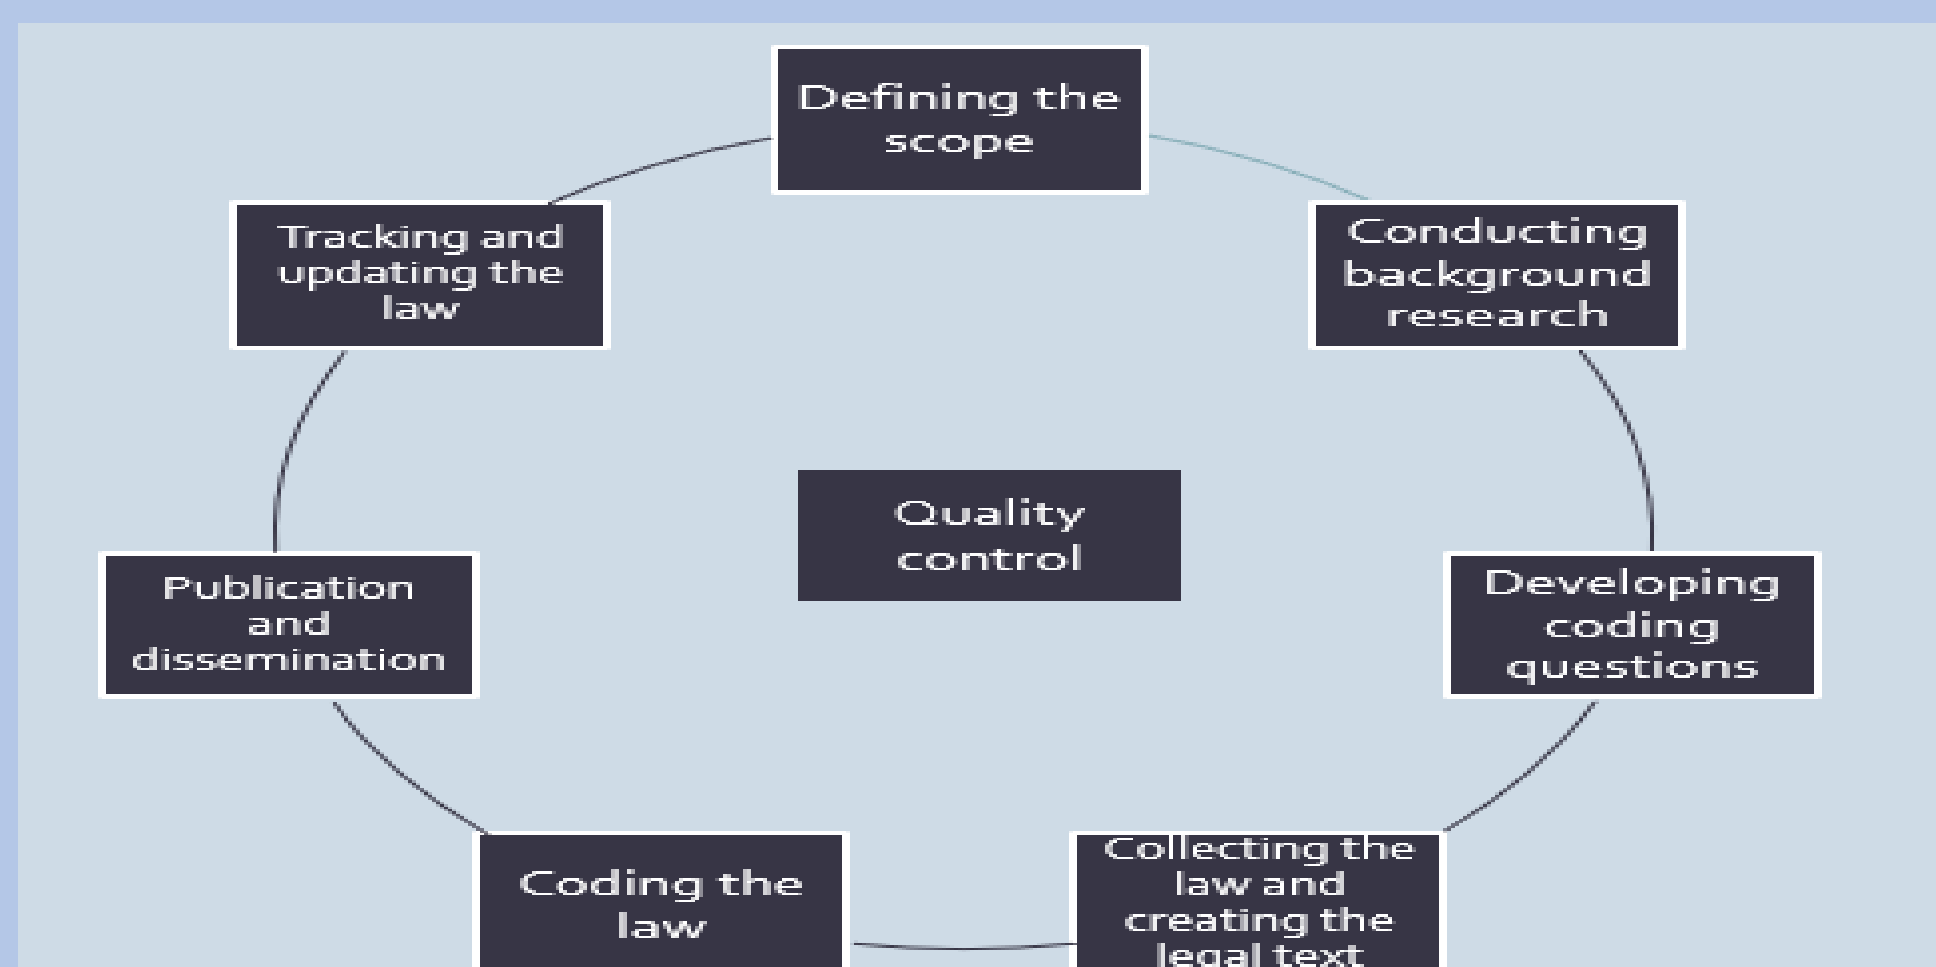 Defining the
scope
Conducting
background
research
Developing
coding
questions
Collecting the
law and
creating the
legal text
Coding the
law
Publication
and
dissemination
Tracking and
updating the
law
Quality
control